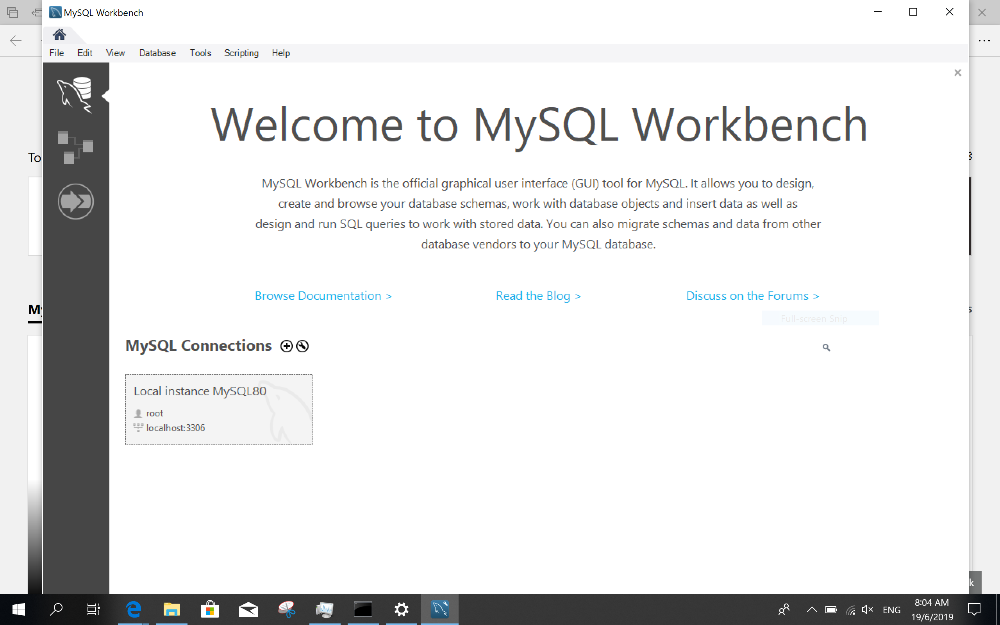 MySQL Workbench
File Edit View Database Tools Scripting Help
To
Welcome to MySQL Workbench
MySQL Workbench is the official graphical user interface (GUI) tool for MySQL. It allows you to design,
create and browse your database schemas, work with database objects and insert data as well as
design and run SQL queries to work with stored data. You can also migrate schemas and data from other
database vendors to your MySQL database.
Browse Documentation > Read the Blog > Discuss on the Forums >
My
s
Full-screen Snip
MySQL Connections
Local instance MySQL80
root
localhost:3306
k
8:04 AM
ENG
19/6/2019